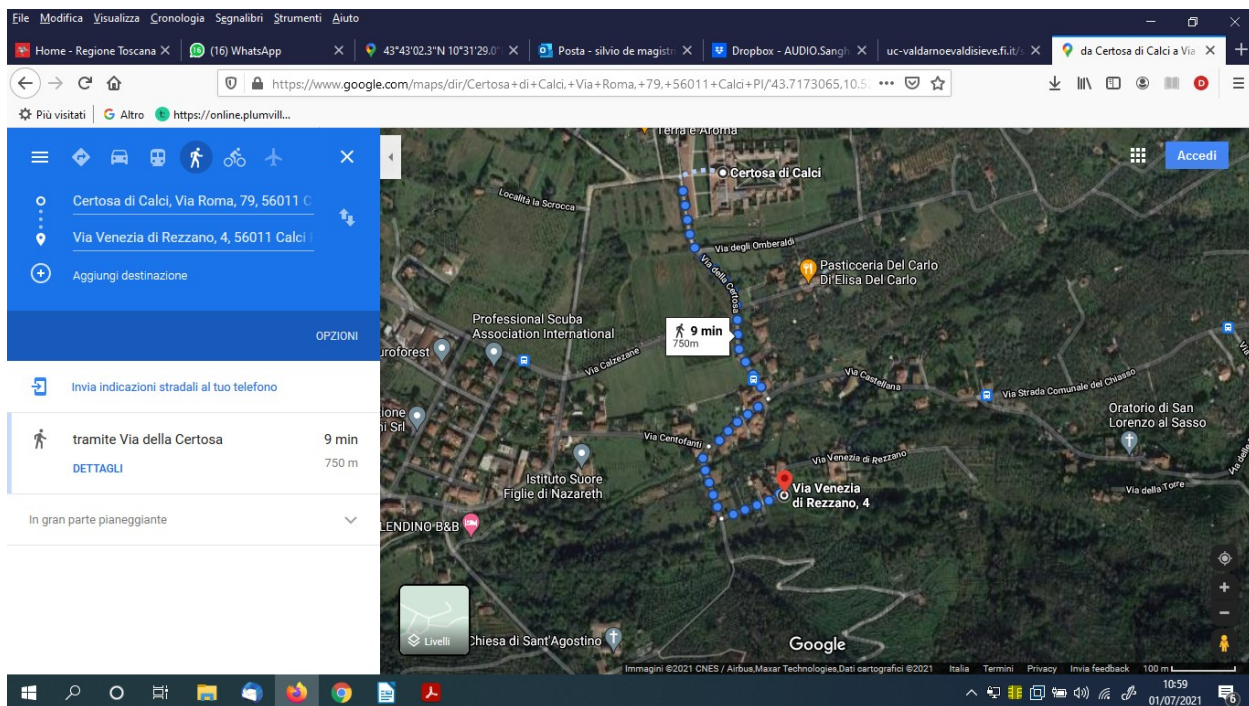 File Modifica Visualizza Cronologia Segnalibri Strumenti Aiuto
Home - Regione Toscana
(16) WhatsApp
43°43'02.3"N 10°31'29.0"
Posta - silvio de magistri
Dropbox - AUDIO.Sangh
uc-valdarnoevaldisieve.fi.it/s
da Certosa di Calci a Via
https://www.google.com/maps/dir/Certosa+di+Calci,+Via+Roma,+79,+56011+Calci+PI/'43.7173065,10.5
Più visitati
Altro
https://online.plumvill...
Certosa di Calci, Via Roma, 79, 56011 C
Via Venezia di Rezzano, 4, 56011 Calci
Aggiungi destinazione
OPZIONI
Invia indicazioni stradali al tuo telefono
tramite Via della Certosa
9 min
DETTAGLI
750 m
In gran parte pianeggiante
Accedi
Terra e Aroma
Certosa di Calci
Località la Scrocca
Via degli Omberaldi
Via della Certosa
Pasticceria Del Carlo
Di Elisa Del Carlo
Professional Scuba
Association International
9 min
750m
uroforest
Via Calzezane
Via Castellana
Via Strada Comunale del Chiasso
Oratorio di San
Lorenzo al Sasso
ione
ni Srl
Via Centofanti
Via Venezia di Rezzano
Istituto Suore
Figlie di Nazareth
Via Venezia
di Rezzano, 4
Via della Torre
Via della
LENDINO B&B
Livelli
Chiesa di Sant'Agostino
Google
Immagini ©2021 CNES / Airbus,Maxar Technologies,Dati cartografici ©2021
Italia
Termini
Privacy
Invia feedback
100 m
10:59
01/07/2021
6